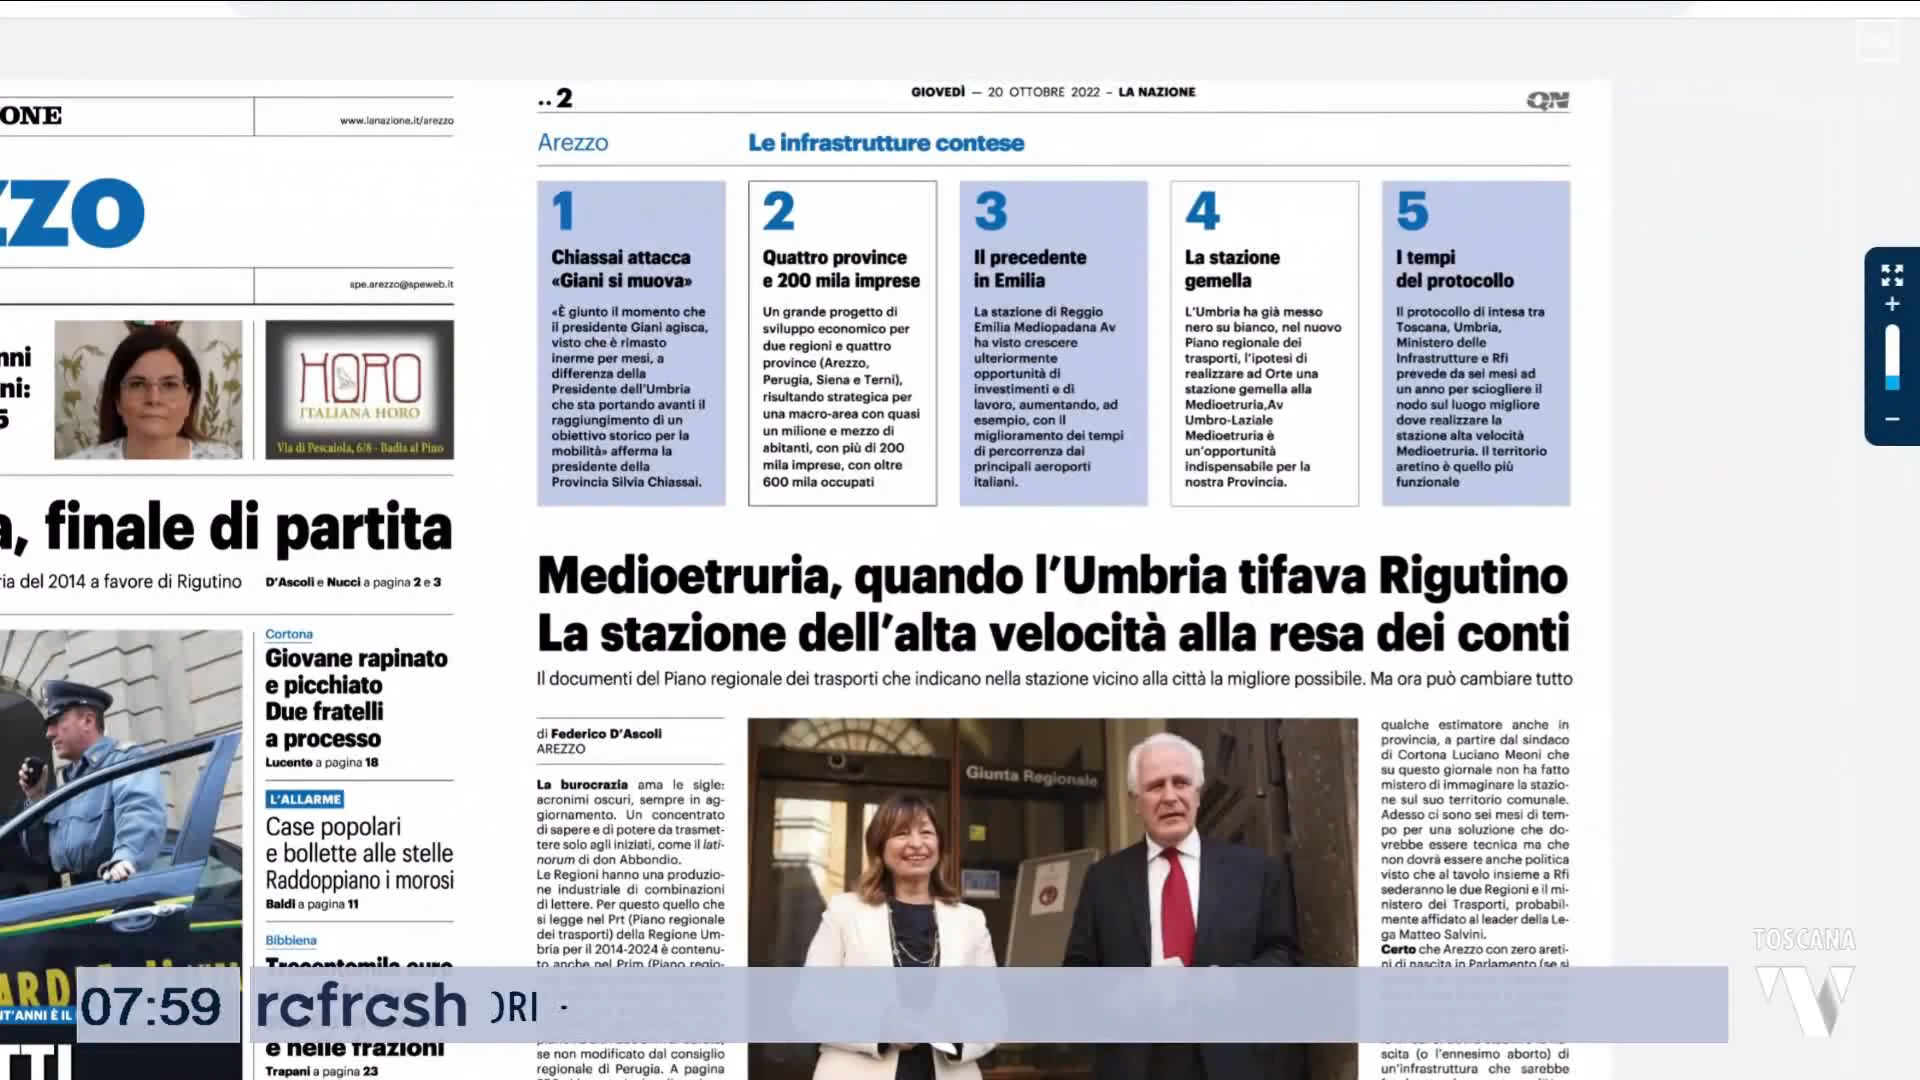 ONE
www.lanazione.it/arezzo
zzo
spe.arezzo@speweb.it
HORO
ITALIANA HORO
Via di Pescaiola, 6/8 - Badia al Pino
a, finale di partita
ria del 2014 a favore di Rigutino
D'Ascoli e Nucci a pagina 2 e 3
Cortona
Giovane rapinato
e picchiato
Due fratelli
a processo
Lucente a pagina 18
L'ALLARME
Case popolari
e bollette alle stelle
Raddoppiano i morosi
Baldi a pagina 11
Bibbiena
e nelle frazioni
Trapani a pagina 23
..2
GIOVEDÌ — 20 OTTOBRE 2022 – LA NAZIONE
QN
Arezzo
Le infrastrutture contese
1
Chiassai attacca
«Giani si muova»
«È giunto il momento che
il presidente Giani agisca,
visto che è rimasto
inerme per mesi, a
differenza della
Presidente dell'Umbria
che sta portando avanti il
raggiungimento di un
obiettivo storico per la
mobilità» afferma la
presidente della
Provincia Silvia Chiassai.
2
Quattro province
e 200 mila imprese
Un grande progetto di
sviluppo economico per
due regioni e quattro
province (Arezzo,
Perugia, Siena e Terni),
risultando strategica per
una macro-area con quasi
un milione e mezzo di
abitanti, con più di 200
mila imprese, con oltre
600 mila occupati
3
Il precedente
in Emilia
La stazione di Reggio
Emilia Mediopadana Av
ha visto crescere
ulteriormente
opportunità di
investimenti e di
lavoro, aumentando, ad
esempio, con il
miglioramento dei tempi
di percorrenza dai
principali aeroporti
italiani.
4
La stazione
gemella
L'Umbria ha già messo
nero su bianco, nel nuovo
Piano regionale dei
trasporti, l'ipotesi di
realizzare ad Orte una
stazione gemella alla
Medioetruria,Av
Umbro-Laziale
Medioetruria è
un'opportunità
indispensabile per la
nostra Provincia.
5
I tempi
del protocollo
Il protocollo di intesa tra
Toscana, Umbria,
Ministero delle
Infrastrutture e Rfi
prevede da sei mesi ad
un anno per sciogliere il
nodo sul luogo migliore
dove realizzare la
stazione alta velocità
Medioetruria. Il territorio
aretino è quello più
funzionale
Medioetruria, quando l'Umbria tifava Rigutino
La stazione dell'alta velocità alla resa dei conti
Il documenti del Piano regionale dei trasporti che indicano nella stazione vicino alla città la migliore possibile. Ma ora può cambiare tutto
di Federico D'Ascoli
AREZZO
La burocrazia ama le sigle:
acronimi oscuri, sempre in ag-
giornamento. Un concentrato
di sapere e di potere da trasmet-
tere solo agli iniziati, come il lati-
norum di don Abbondio.
Le Regioni hanno una produzio-
ne industriale di combinazioni
di lettere. Per questo quello che
si legge nel Prt (Piano regionale
dei trasporti) della Regione Um-
bria per il 2014-2024 è contenu-
to anche nel Prim (Piano regio-
se non modificato dal consiglio
regionale di Perugia. A pagina
Giunta Regionale
qualche estimatore anche in
provincia, a partire dal sindaco
di Cortona Luciano Meoni che
su questo giornale non ha fatto
mistero di immaginare la stazio-
ne sul suo territorio comunale.
Adesso ci sono sei mesi di tem-
po per una soluzione che do-
vrebbe essere tecnica ma che
non dovrà essere anche politica
visto che al tavolo insieme a Rfi
sederanno le due Regioni e il mi-
nistero dei Trasporti, probabil-
mente affidato al leader della Le-
ga Matteo Salvini.
Certo che Arezzo con zero areti-
ni di nascita in Parlamento (se si
scita (o l'ennesimo aborto) di
un'infrastruttura che sarebbe
07:59
refresh
ORI -
TOSCANA
TV